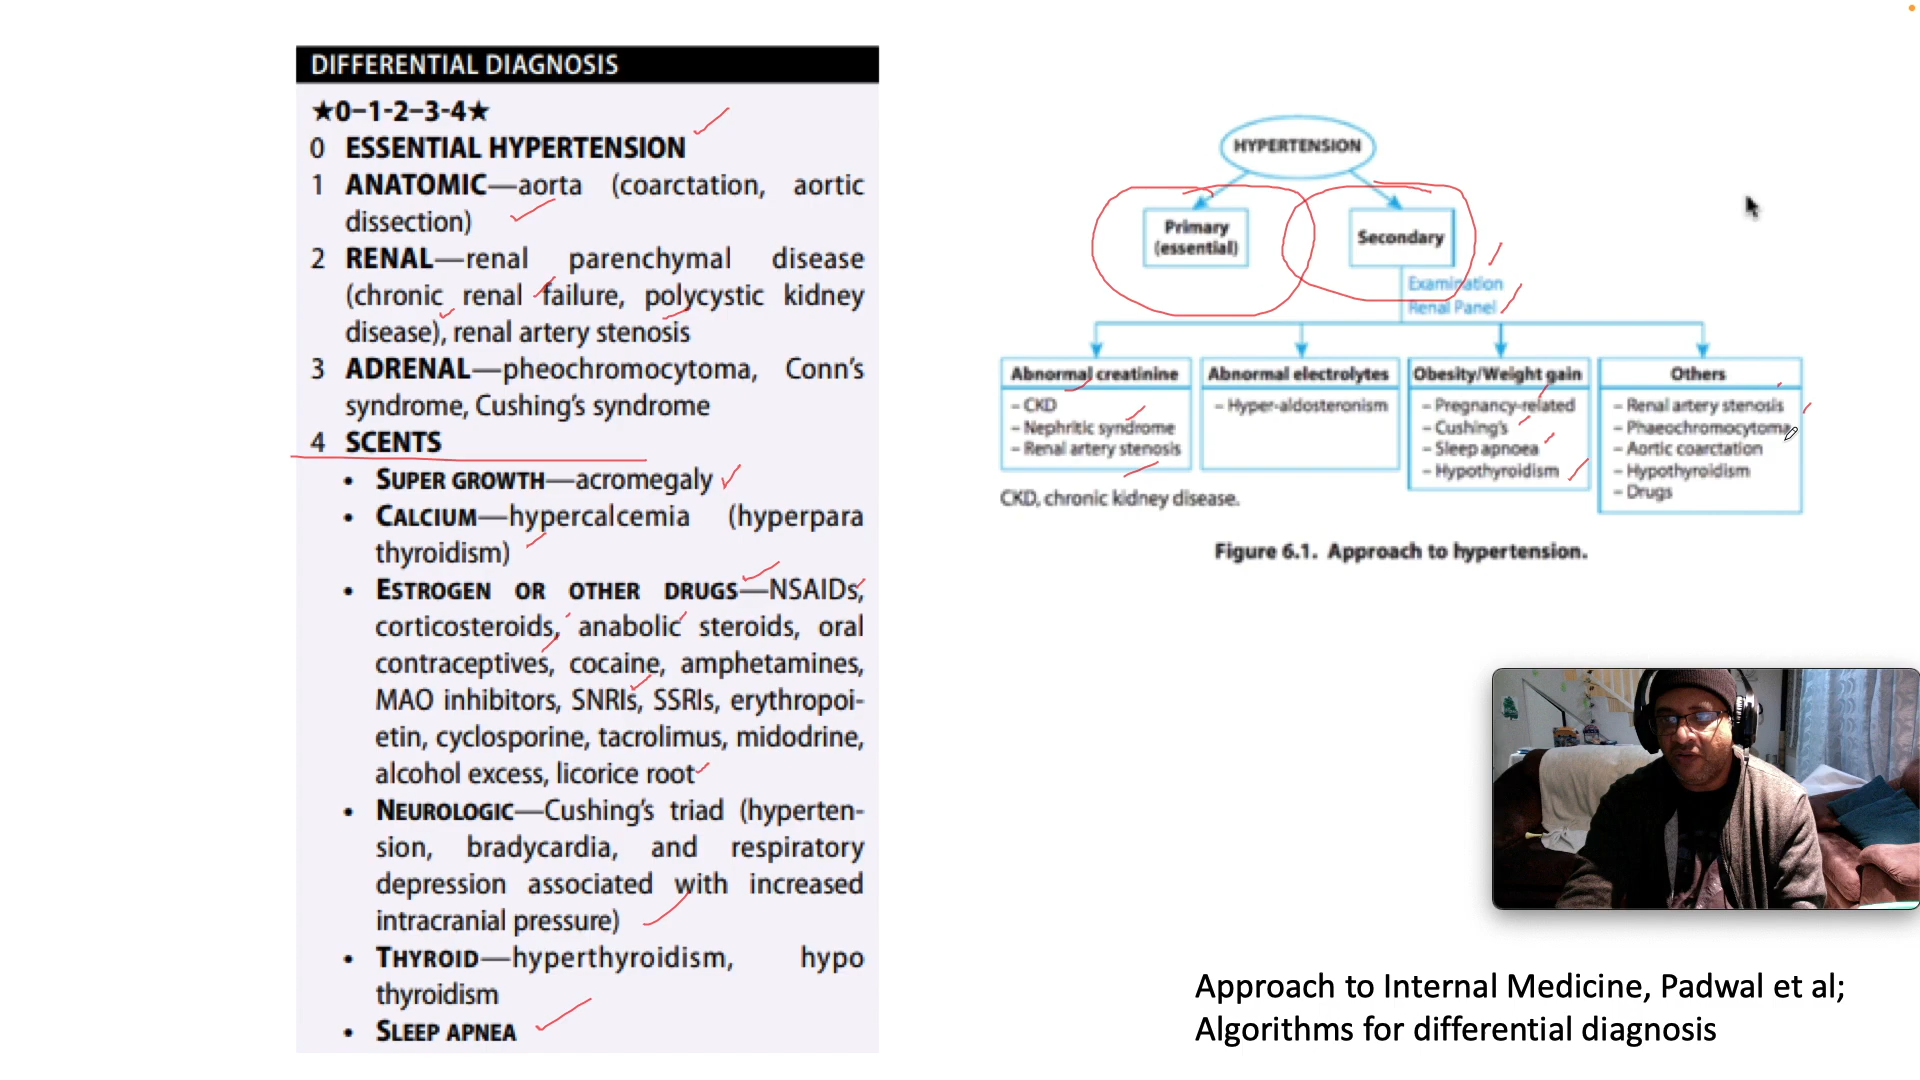 DIFFERENTIAL DIAGNOSIS
★0–1-2-3-4★
0 ESSENTIAL HYPERTENSION
1 ANATOMIC—aorta (coarctation, aortic
dissection)
2 RENAL—renal parenchymal disease
(chronic renal failure, polycystic kidney
disease), renal artery stenosis
3 ADRENAL—pheochromocytoma, Conn's
syndrome, Cushing's syndrome
4 SCENTS
• SUPER GROWTH—acromegaly
• CALCIUM—hypercalcemia (hyperpara
thyroidism)
• ESTROGEN OR OTHER DRUGS—NSAIDs,
corticosteroids, anabolic steroids, oral
contraceptives, cocaine, amphetamines,
MAO inhibitors, SNRIs, SSRIs, erythropoi-
etin, cyclosporine, tacrolimus, midodrine,
alcohol excess, licorice root
• NEUROLOGIC—Cushing's triad (hyperten-
sion, bradycardia, and respiratory
depression associated with increased
intracranial pressure)
• THYROID—hyperthyroidism, hypo
thyroidism
• SLEEP APNEA
HYPERTENSION
Primary
(essential)
Secondary
Examination
Renal Panel
Abnormal creatinine
– CKD
– Nephritic syndrome
– Renal artery stenosis
Abnormal electrolytes
– Hyper-aldosteronism
Obesity/Weight gain
– Pregnancy-related
– Cushing's
– Sleep apnoea
– Hypothyroidism
Others
– Renal artery stenosis
– Phaeochromocytoma
– Aortic coarctation
– Hypothyroidism
– Drugs
CKD, chronic kidney disease.
Figure 6.1. Approach to hypertension.
Approach to Internal Medicine, Padwal et al;
Algorithms for differential diagnosis